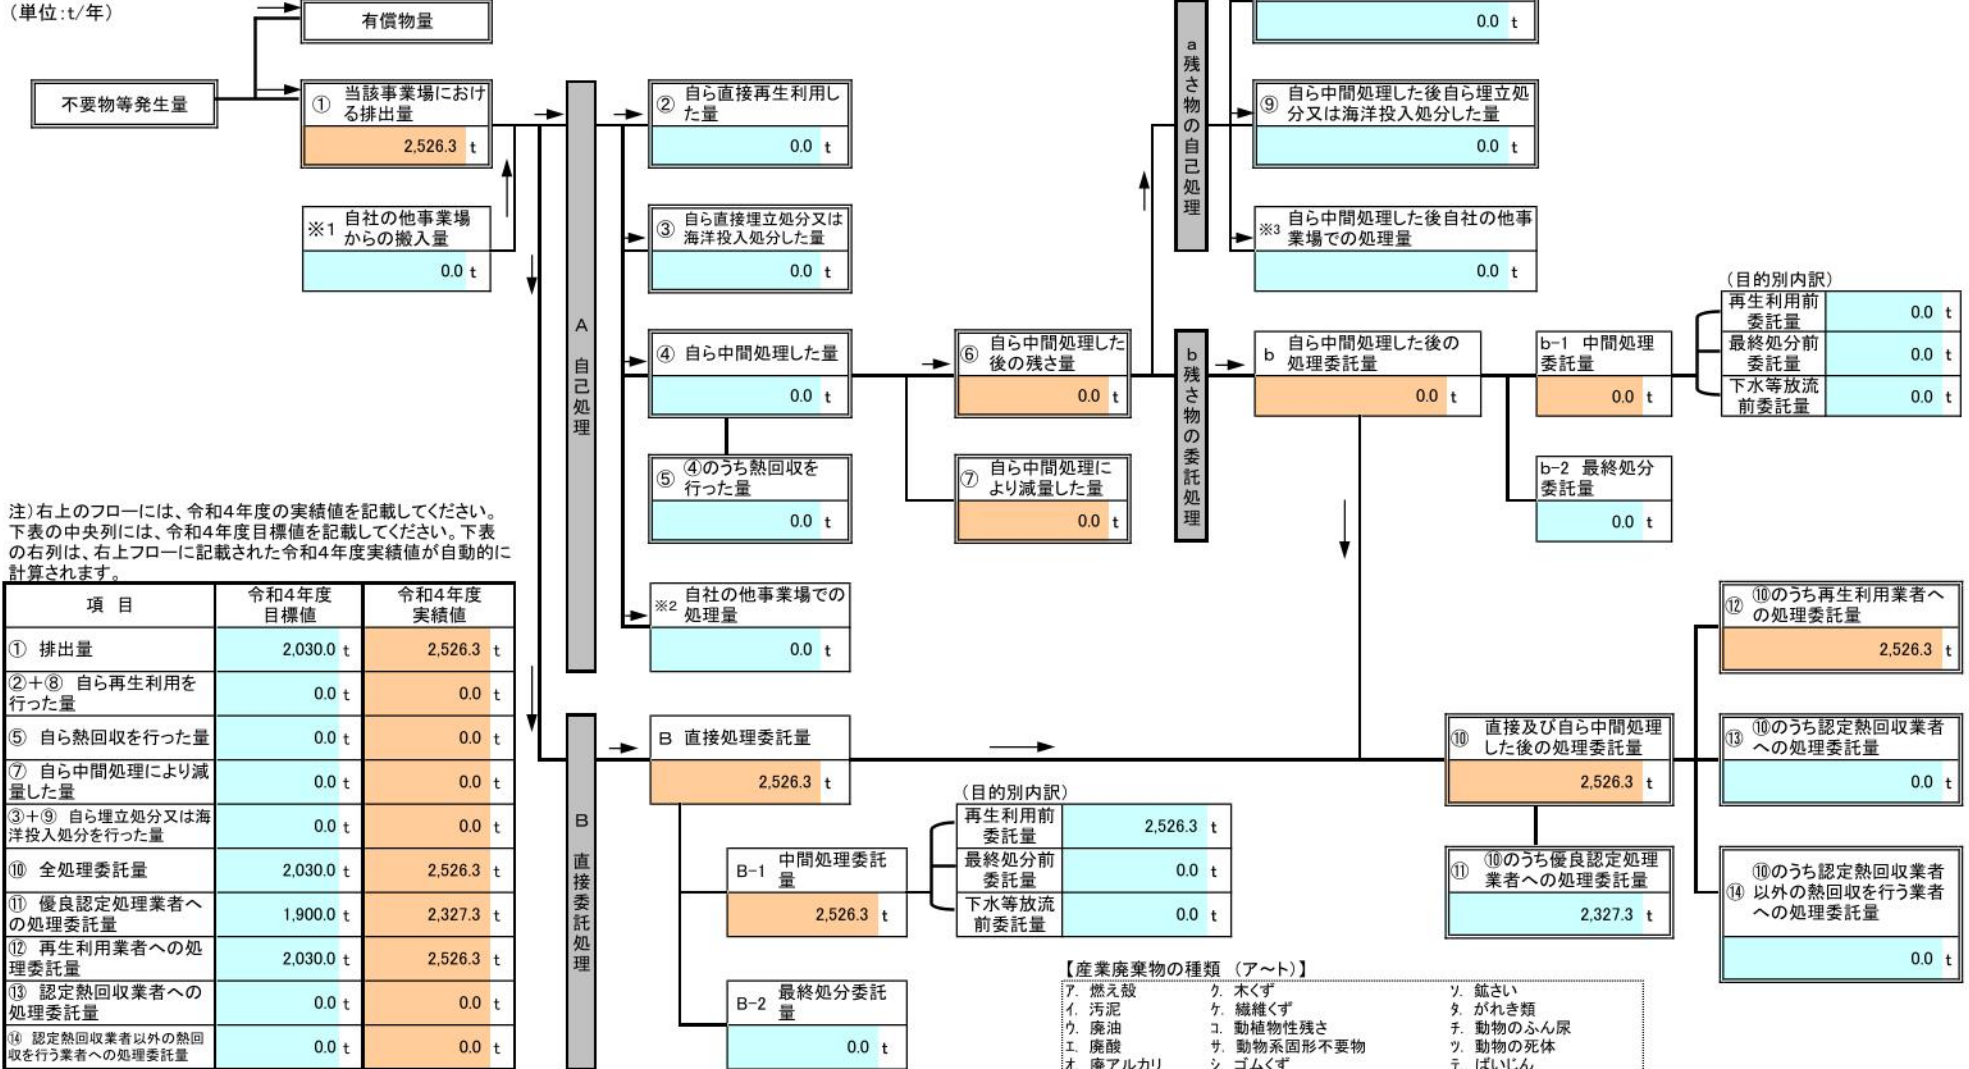 (単位:t/年)
有償物量
不要物等発生量
① 当該事業場におけ
る排出量
2,526.3 t
※1 自社の他事業場
からの搬入量
0.0 t
A 自己処理
② 自ら直接再生利用し
た量
0.0 t
③ 自ら直接埋立処分又は
海洋投入処分した量
0.0 t
④ 自ら中間処理した量
0.0 t
⑤ ④のうち熱回収を
行った量
0.0 t
※2 自社の他事業場での
処理量
0.0 t
⑥ 自ら中間処理した
後の残さ量
0.0 t
⑦ 自ら中間処理に
より減量した量
0.0 t
a残さ物の自己処理
0.0 t
⑨ 自ら中間処理した後自ら埋立処
分又は海洋投入処分した量
0.0 t
※3 自ら中間処理した後自社の他事
業場での処理量
0.0 t
b残さ物の委託処理
b 自ら中間処理した後の
処理委託量
0.0 t
b-1 中間処理
委託量
0.0 t
b-2 最終処分
委託量
0.0 t
(目的別内訳)
再生利用前
委託量
0.0 t
最終処分前
委託量
0.0 t
下水等放流
前委託量
0.0 t
注)右上のフローには、令和4年度の実績値を記載してください。
下表の中央列には、令和4年度目標値を記載してください。下表
の右列は、右上フローに記載された令和4年度実績値が自動的に
計算されます。
項 目
令和4年度
目標値
令和4年度
実績値
① 排出量
2,030.0 t
2,526.3 t
②+⑧ 自ら再生利用を
行った量
0.0 t
0.0 t
⑤ 自ら熱回収を行った量
0.0 t
0.0 t
⑦ 自ら中間処理により減
量した量
0.0 t
0.0 t
③+⑨ 自ら埋立処分又は海
洋投入処分を行った量
0.0 t
0.0 t
⑩ 全処理委託量
2,030.0 t
2,526.3 t
⑪ 優良認定処理業者へ
の処理委託量
1,900.0 t
2,327.3 t
⑫ 再生利用業者への処
理委託量
2,030.0 t
2,526.3 t
⑬ 認定熱回収業者への
処理委託量
0.0 t
0.0 t
⑭ 認定熱回収業者以外の熱回
収を行う業者への処理委託量
0.0 t
0.0 t
B 直接委託処理
B 直接処理委託量
2,526.3 t
B-1 中間処理委託
量
2,526.3 t
B-2 最終処分委託
量
0.0 t
(目的別内訳)
再生利用前
委託量
2,526.3 t
最終処分前
委託量
0.0 t
下水等放流
前委託量
0.0 t
⑩ 直接及び自ら中間処理
した後の処理委託量
2,526.3 t
⑪ ⑩のうち優良認定処理
業者への処理委託量
2,327.3 t
⑫ ⑩のうち再生利用業者へ
の処理委託量
2,526.3 t
⑬ ⑩のうち認定熱回収業者
への処理委託量
0.0 t
⑭ ⑩のうち認定熱回収業者
以外の熱回収を行う業者
への処理委託量
0.0 t
【産業廃棄物の種類 (ア~ト)】
ア. 燃え殻 ク. 木くず ソ. 鉱さい
イ. 汚泥 ケ. 繊維くず タ. がれき類
ウ. 廃油 コ. 動植物性残さ チ. 動物のふん尿
エ. 廃酸 サ. 動物系固形不要物 ツ. 動物の死体
オ. 廃アルカリ シ. ゴムくず テ. ばいじん